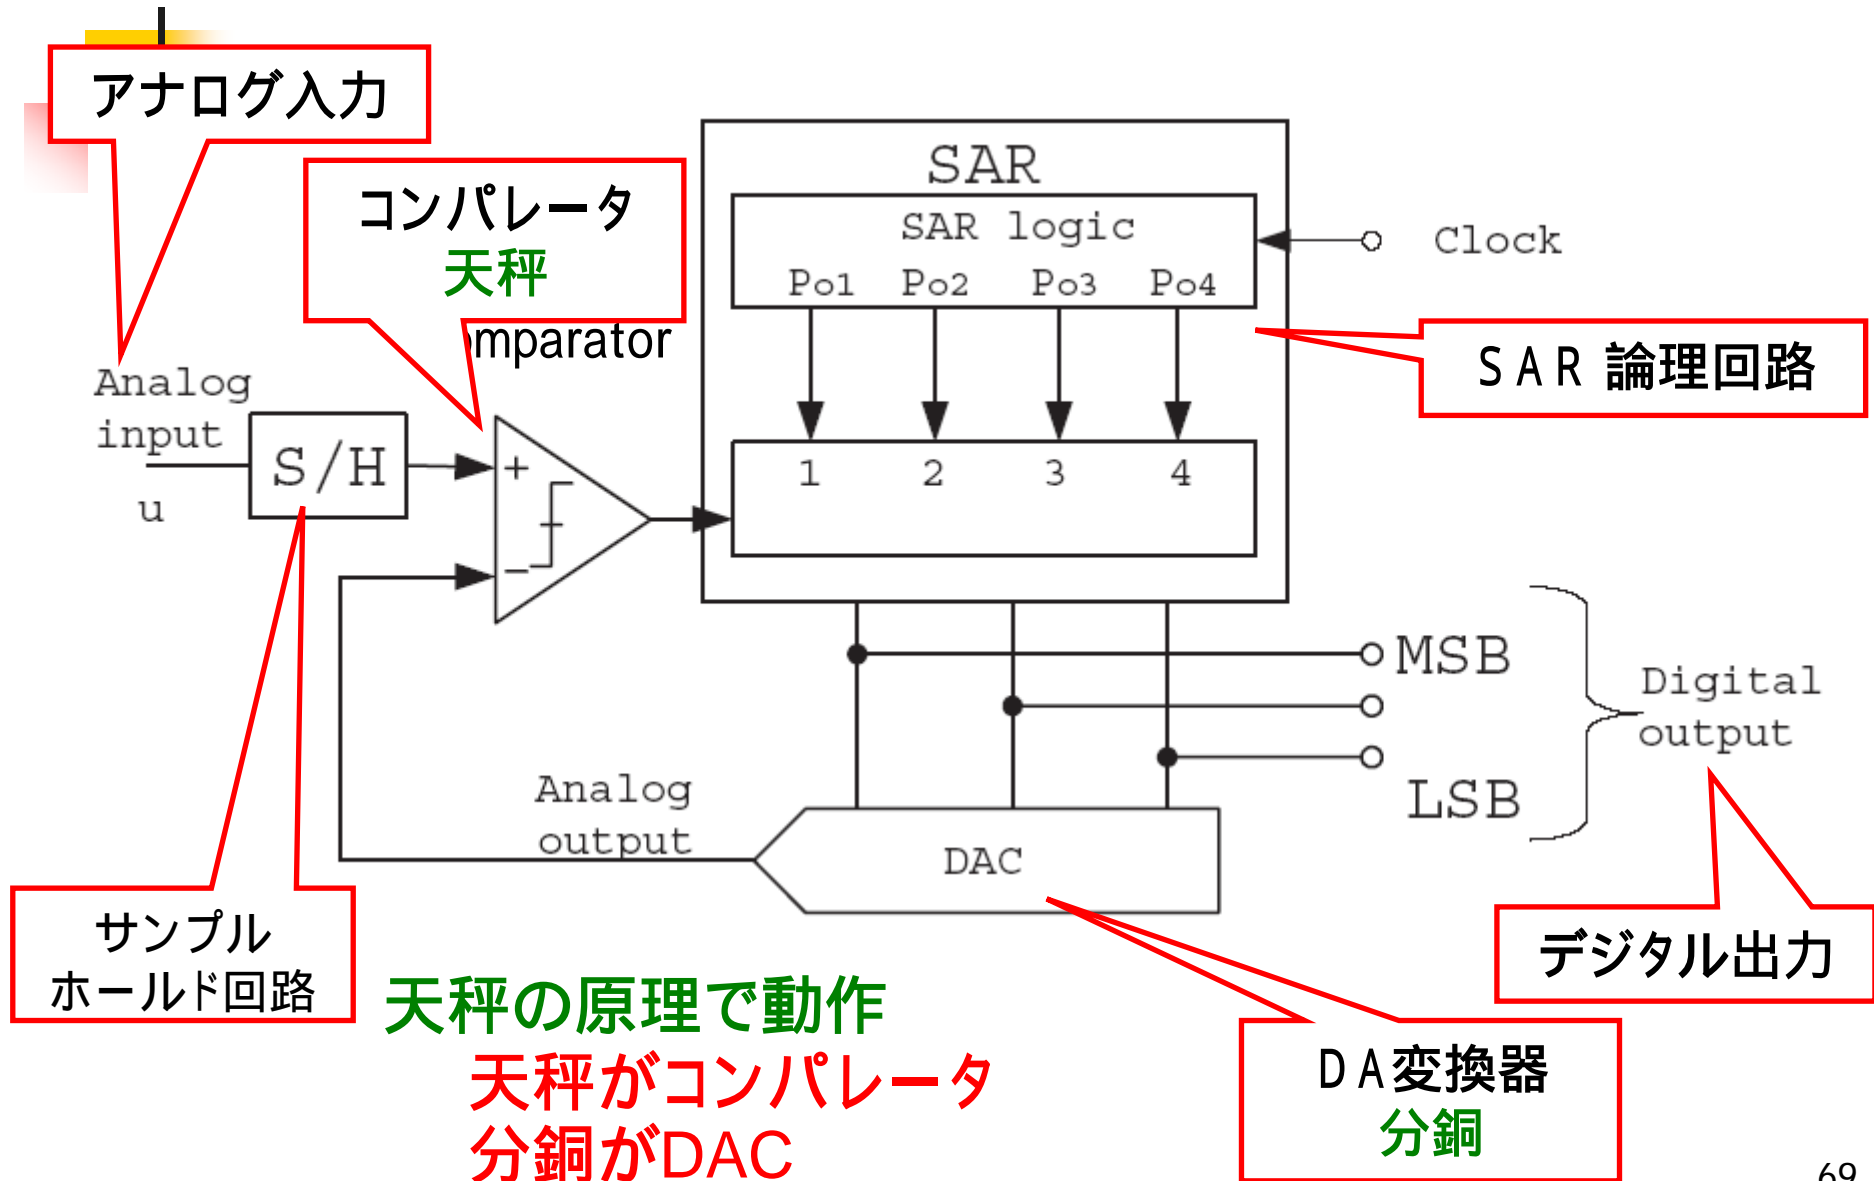 アナログ入力
コンパレータ
天秤
omparator
SAR
SAR logic
Po1 Po2 Po3 Po4
Clock
SAR 論理回路
Analog
input
u
S/H
+
−
1 2 3 4
MSB
LSB
Digital
output
Analog
output
DAC
サンプル
ホールド回路
デジタル出力
DA変換器
分銅
天秤の原理で動作
天秤がコンパレータ
分銅がDAC
69